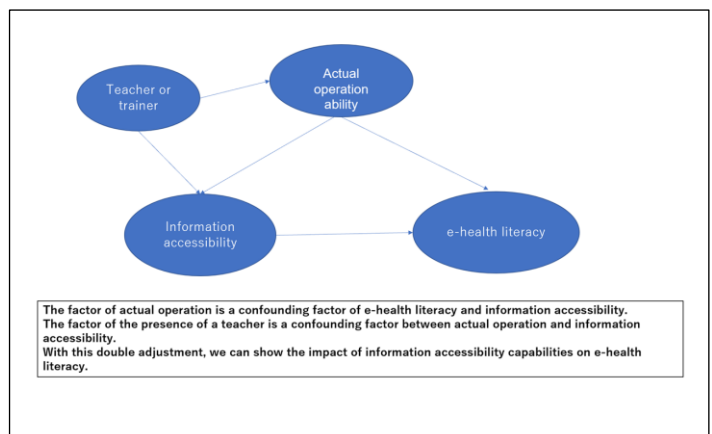 Teacher or
trainer
Actual
operation
ability
Information
accessibility
e-health literacy
The factor of actual operation is a confounding factor of e-health literacy and information accessibility.
The factor of the presence of a teacher is a confounding factor between actual operation and information
accessibility.
With this double adjustment, we can show the impact of information accessibility capabilities on e-health
literacy.